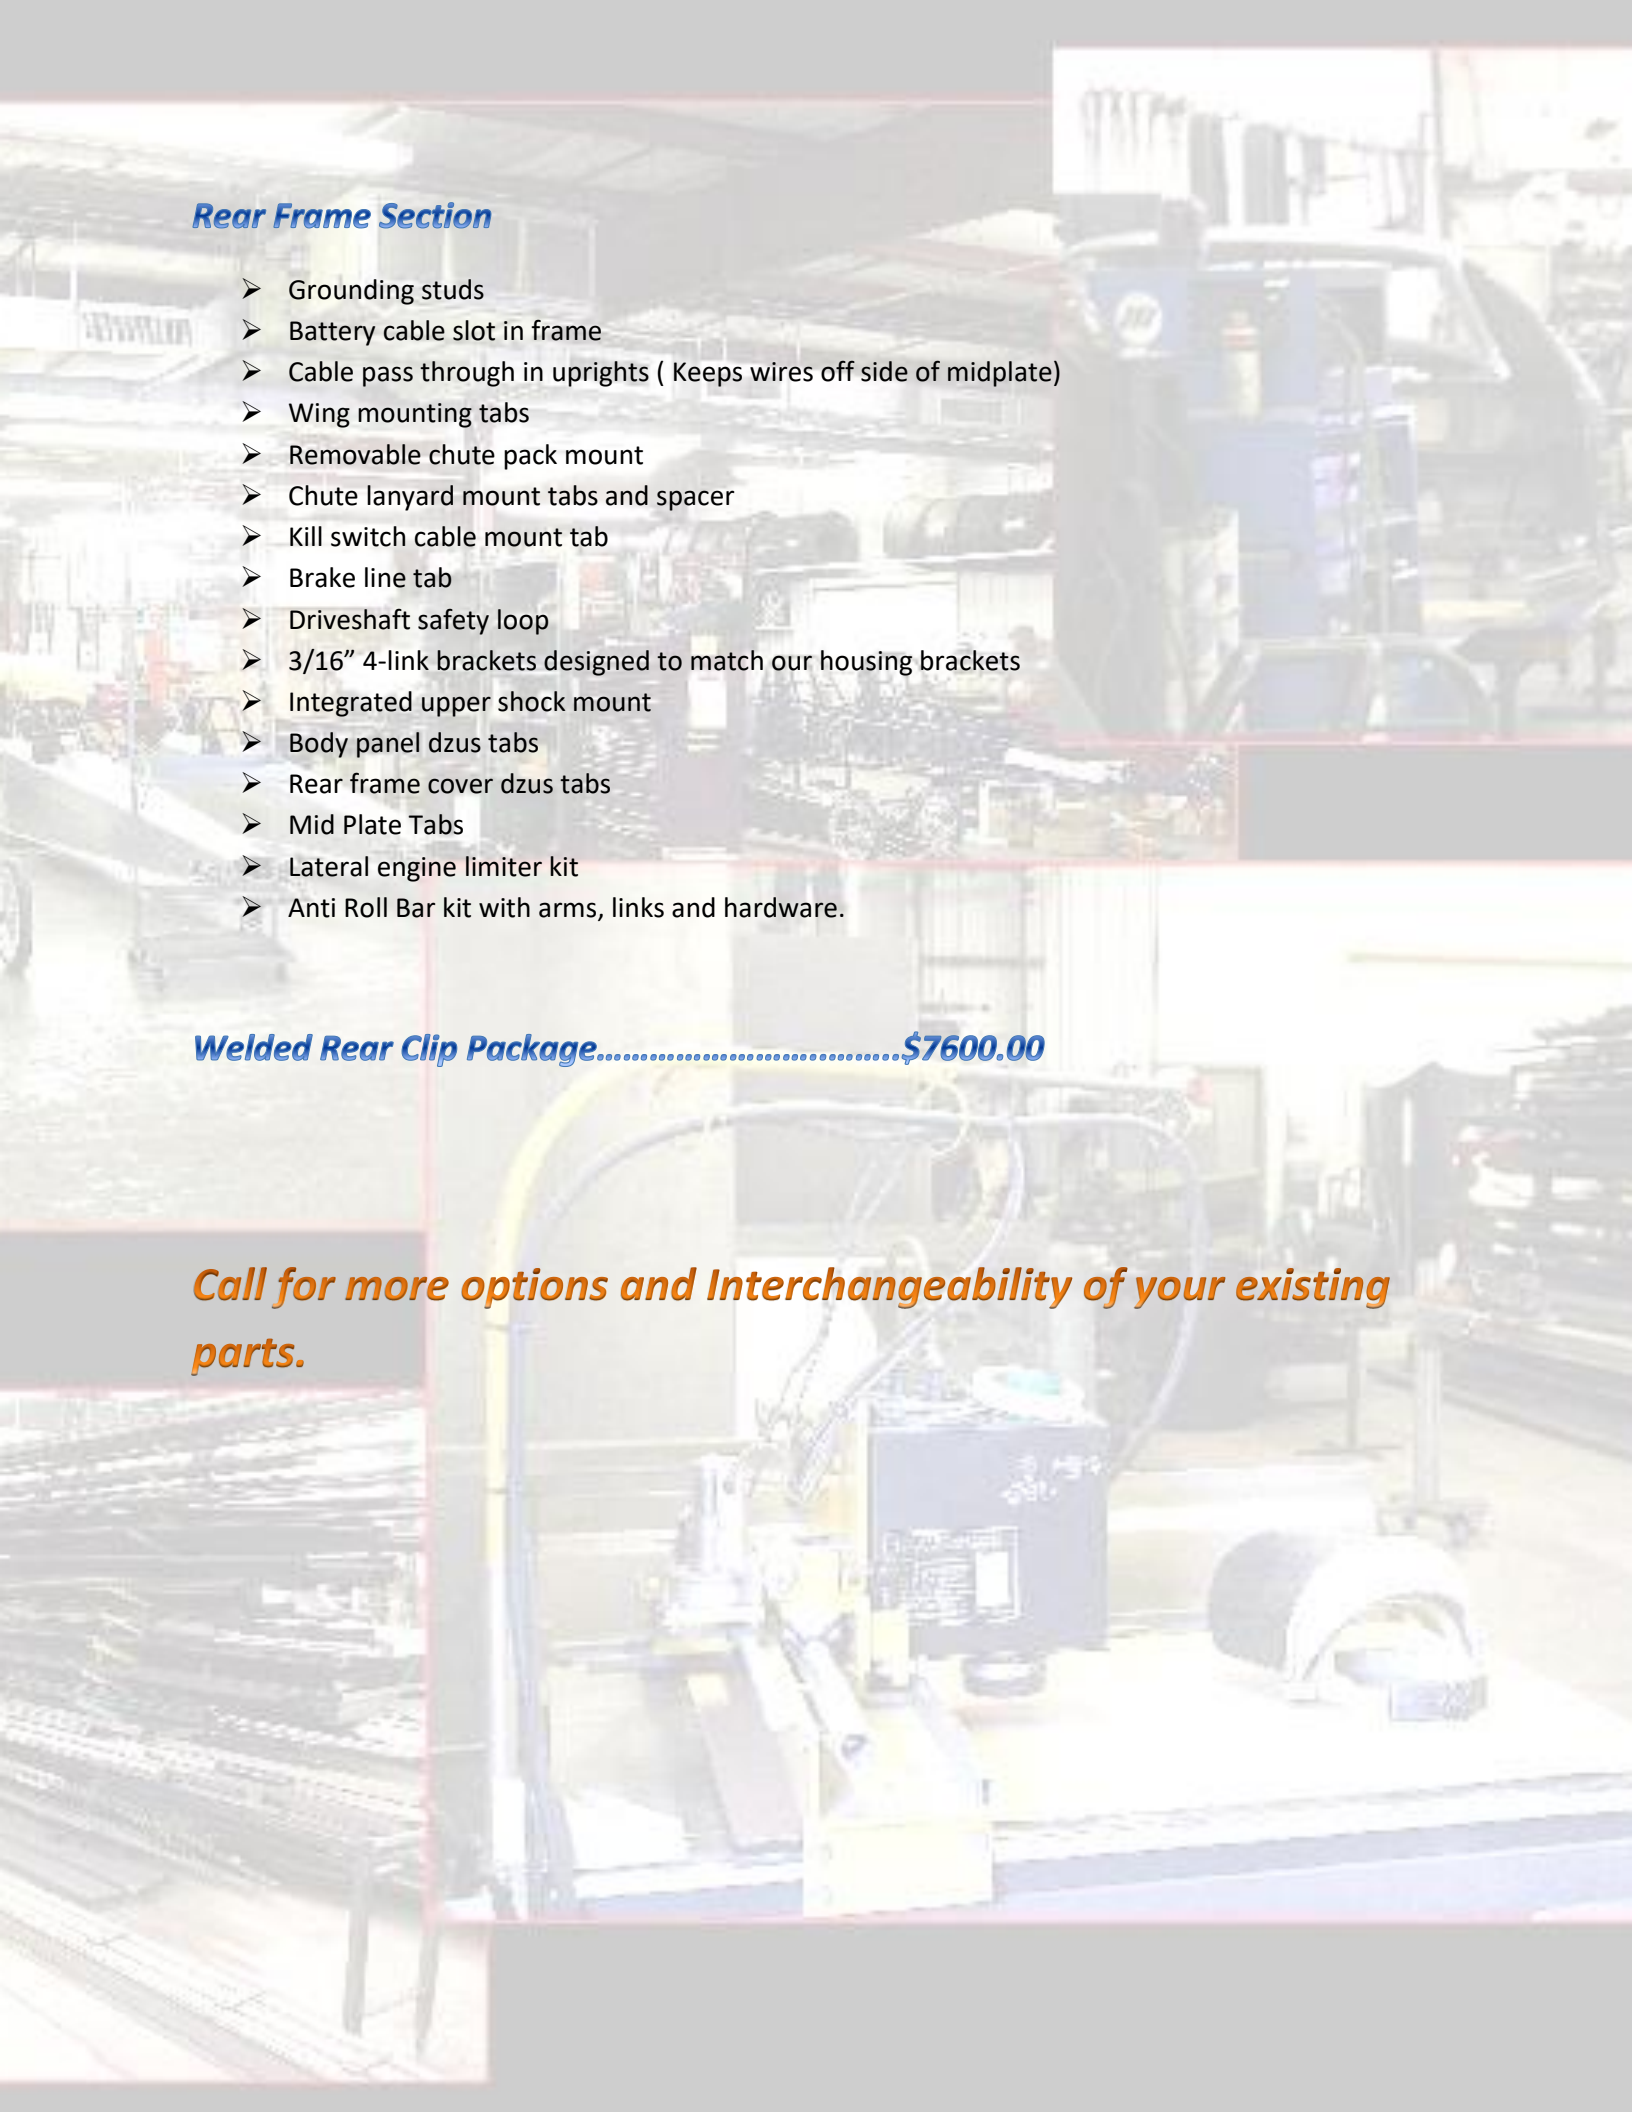 Rear Frame Section
➢ Grounding studs
➢ Battery cable slot in frame
➢ Cable pass through in uprights ( Keeps wires off side of midplate)
➢ Wing mounting tabs
➢ Removable chute pack mount
➢ Chute lanyard mount tabs and spacer
➢ Kill switch cable mount tab
➢ Brake line tab
➢ Driveshaft safety loop
➢ 3/16” 4-link brackets designed to match our housing brackets
➢ Integrated upper shock mount
➢ Body panel dzus tabs
➢ Rear frame cover dzus tabs
➢ Mid Plate Tabs
➢ Lateral engine limiter kit
➢ Anti Roll Bar kit with arms, links and hardware.
Welded Rear Clip Package……………………..………$7600.00
Call for more options and Interchangeability of your existing
parts.